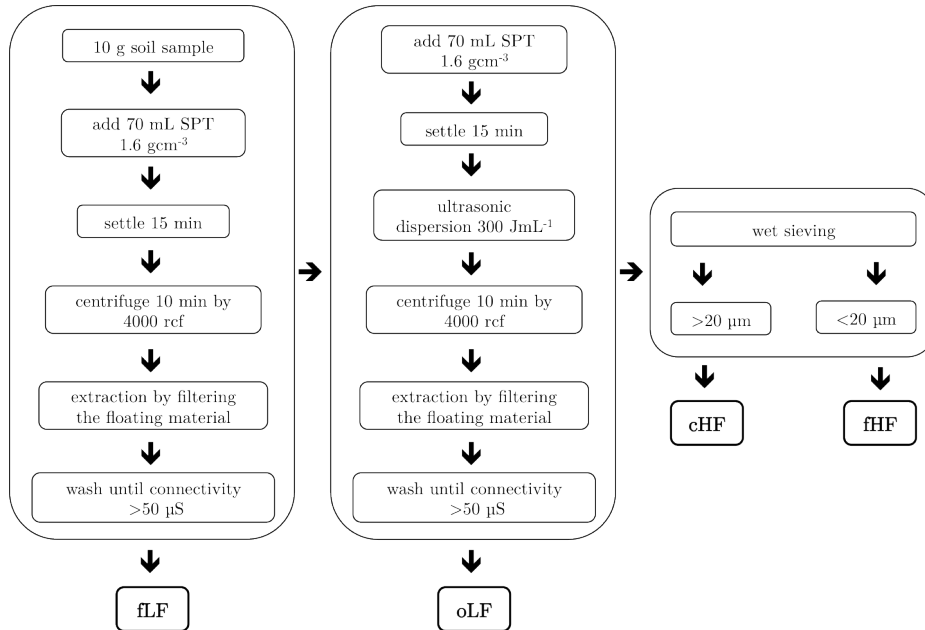 10 g soil sample
add 70 mL SPT
1.6 gcm⁻³
settle 15 min
centrifuge 10 min by
4000 rcf
extraction by filtering
the floating material
wash until connectivity
>50 µS
fLF
add 70 mL SPT
1.6 gcm⁻³
settle 15 min
ultrasonic
dispersion 300 JmL⁻¹
centrifuge 10 min by
4000 rcf
extraction by filtering
the floating material
wash until connectivity
>50 µS
oLF
wet sieving
>20 µm
<20 µm
cHF
fHF